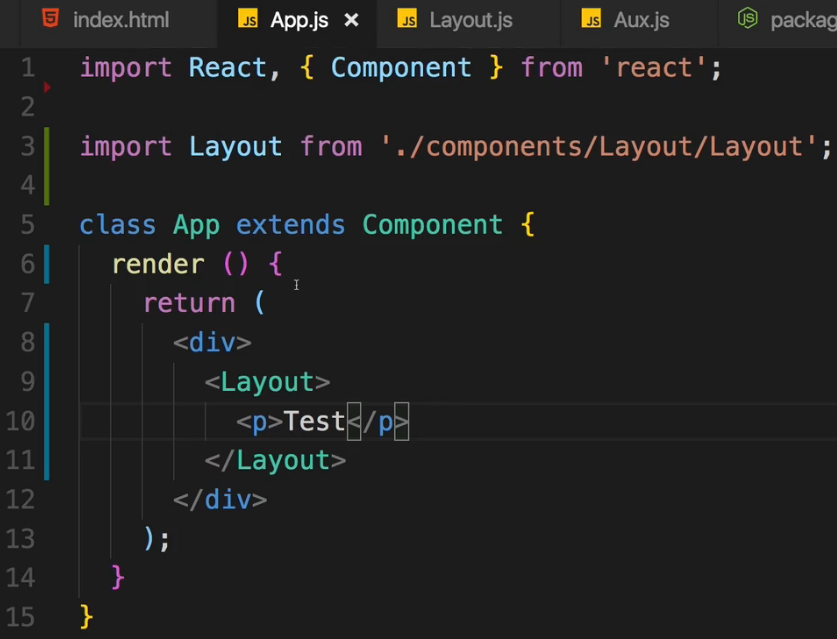 index.html App.js × Layout.js Aux.js packag
1 import React, { Component } from 'react';
2
3 import Layout from './components/Layout/Layout';
4
5 class App extends Component {
6   render () {
7     return (
8       <div>
9         <Layout>
10           <p>Test</p>
11         </Layout>
12       </div>
13     );
14   }
15 }